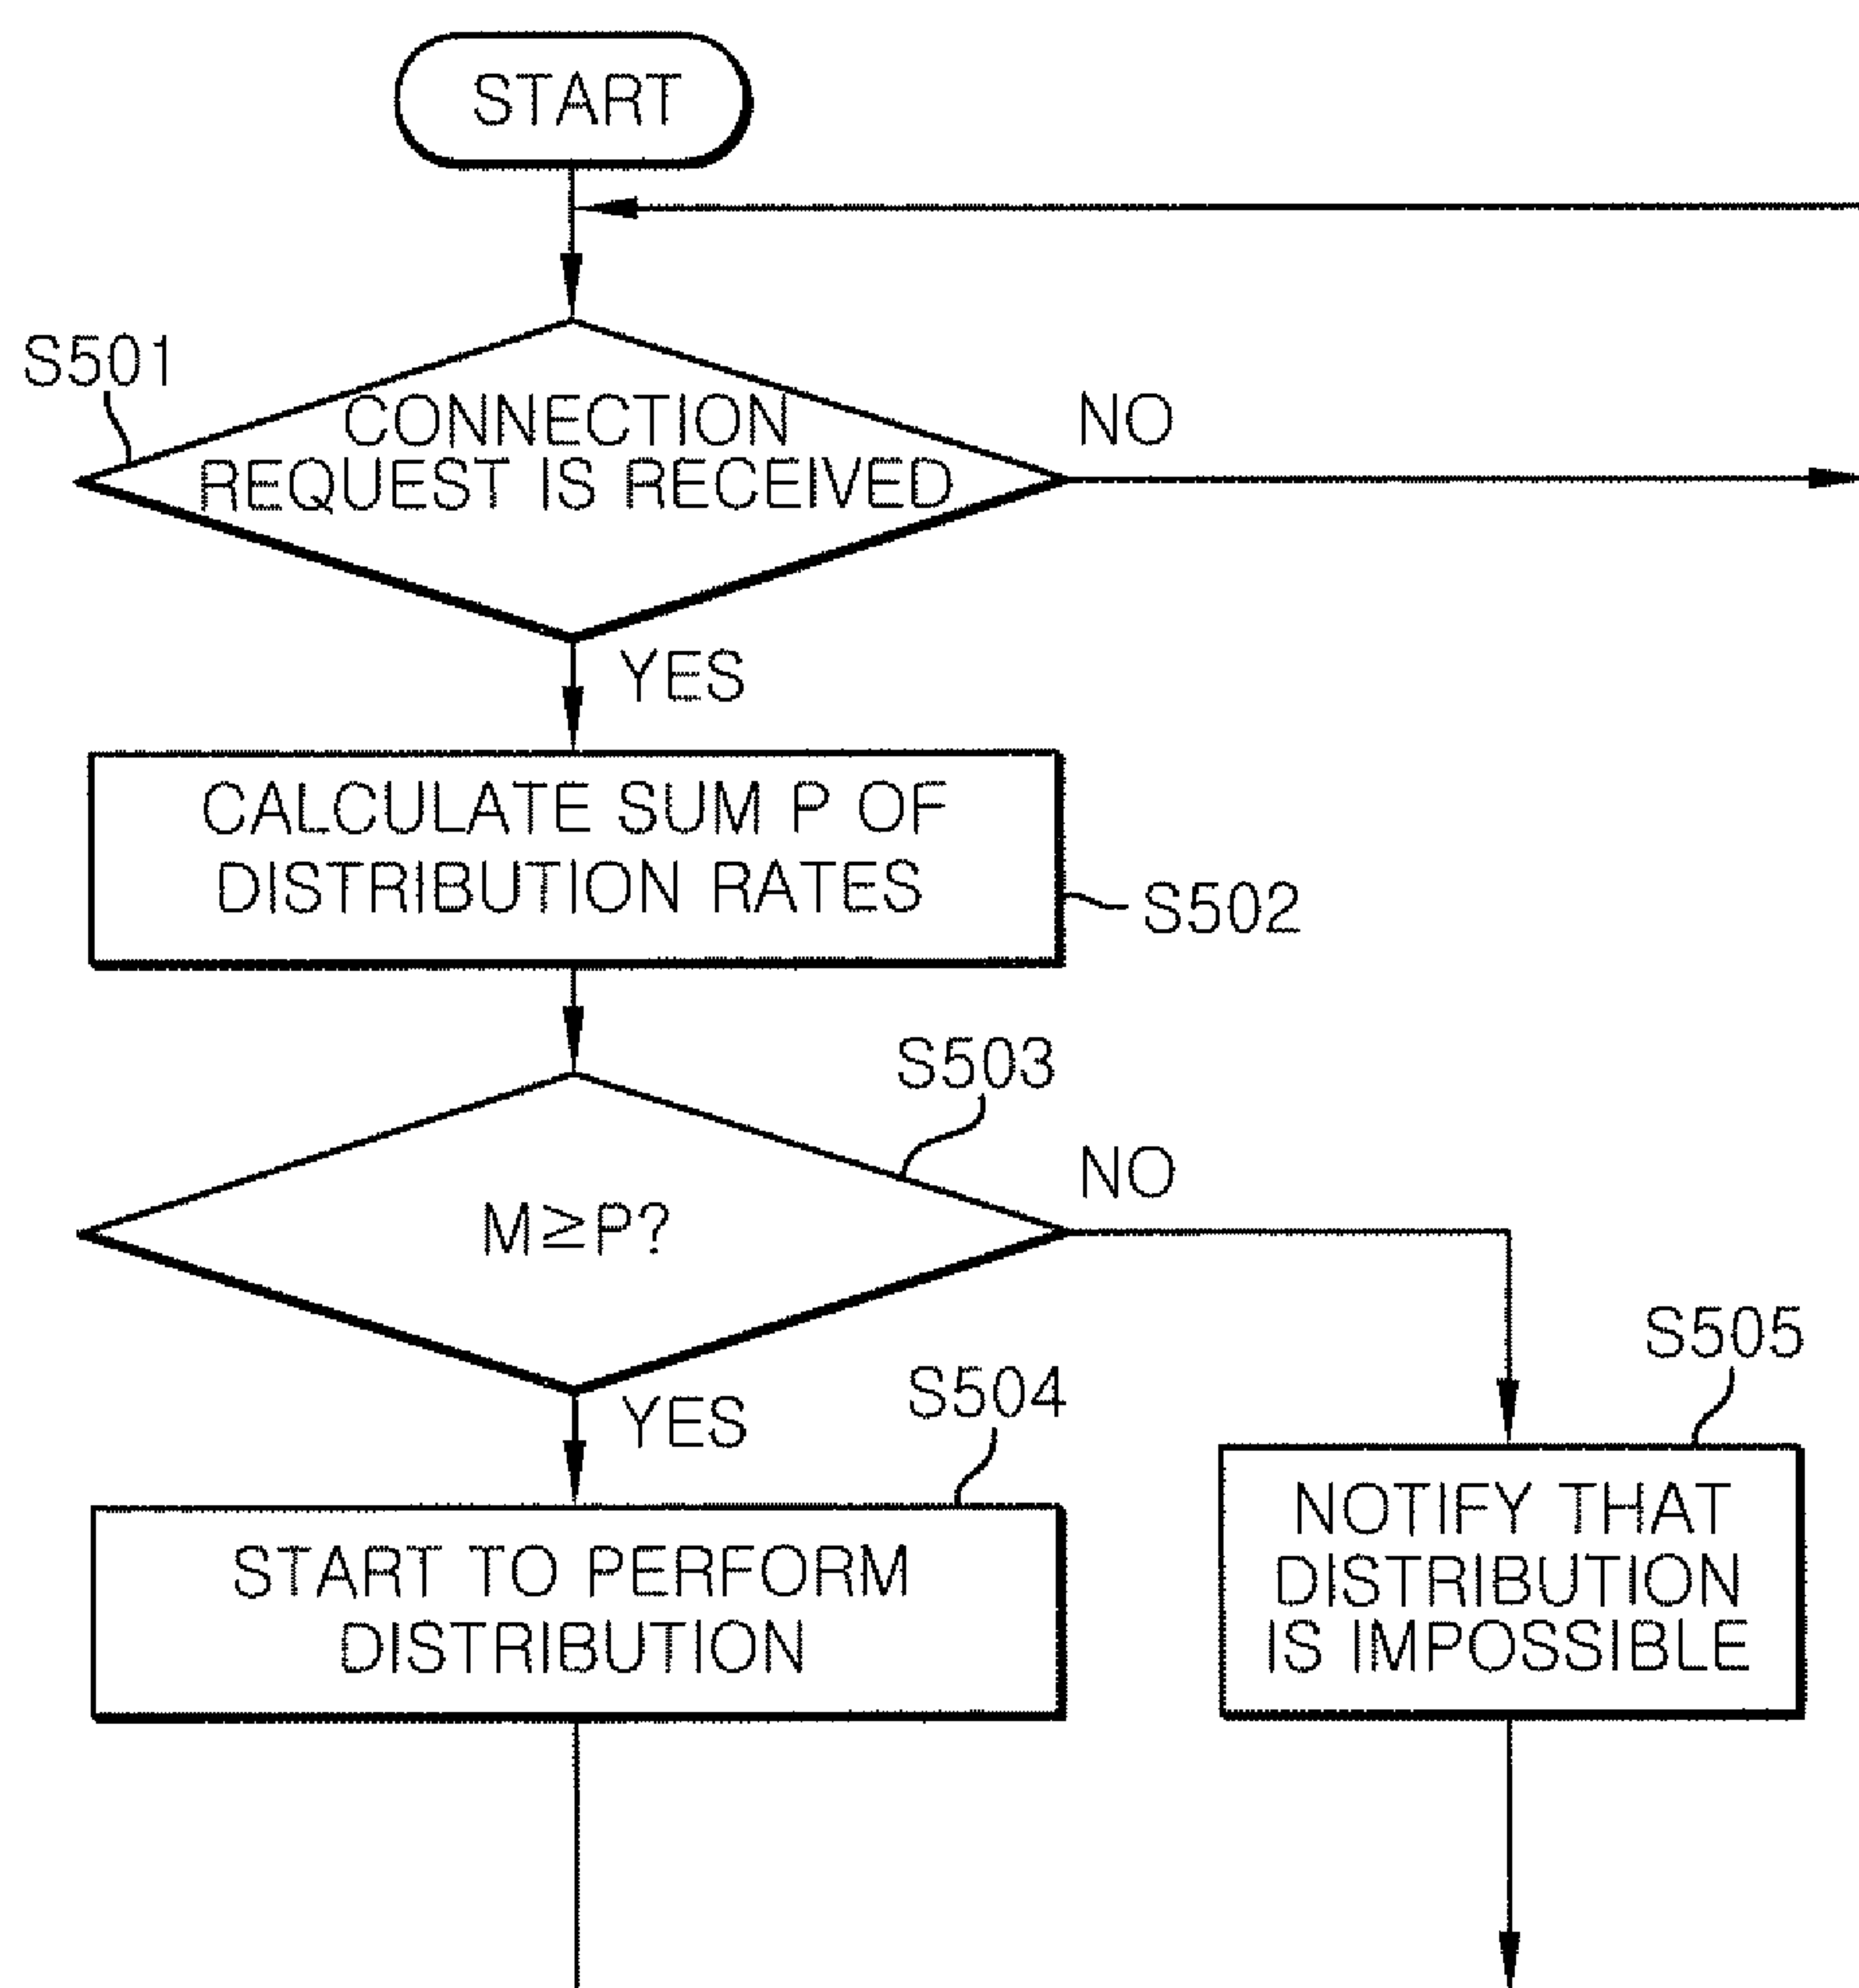 START
S501
CONNECTION
REQUEST IS RECEIVED
NO
YES
CALCULATE SUM P OF
DISTRIBUTION RATES
S502
S503
M≥P?
NO
YES
S504
START TO PERFORM
DISTRIBUTION
S505
NOTIFY THAT
DISTRIBUTION
IS IMPOSSIBLE